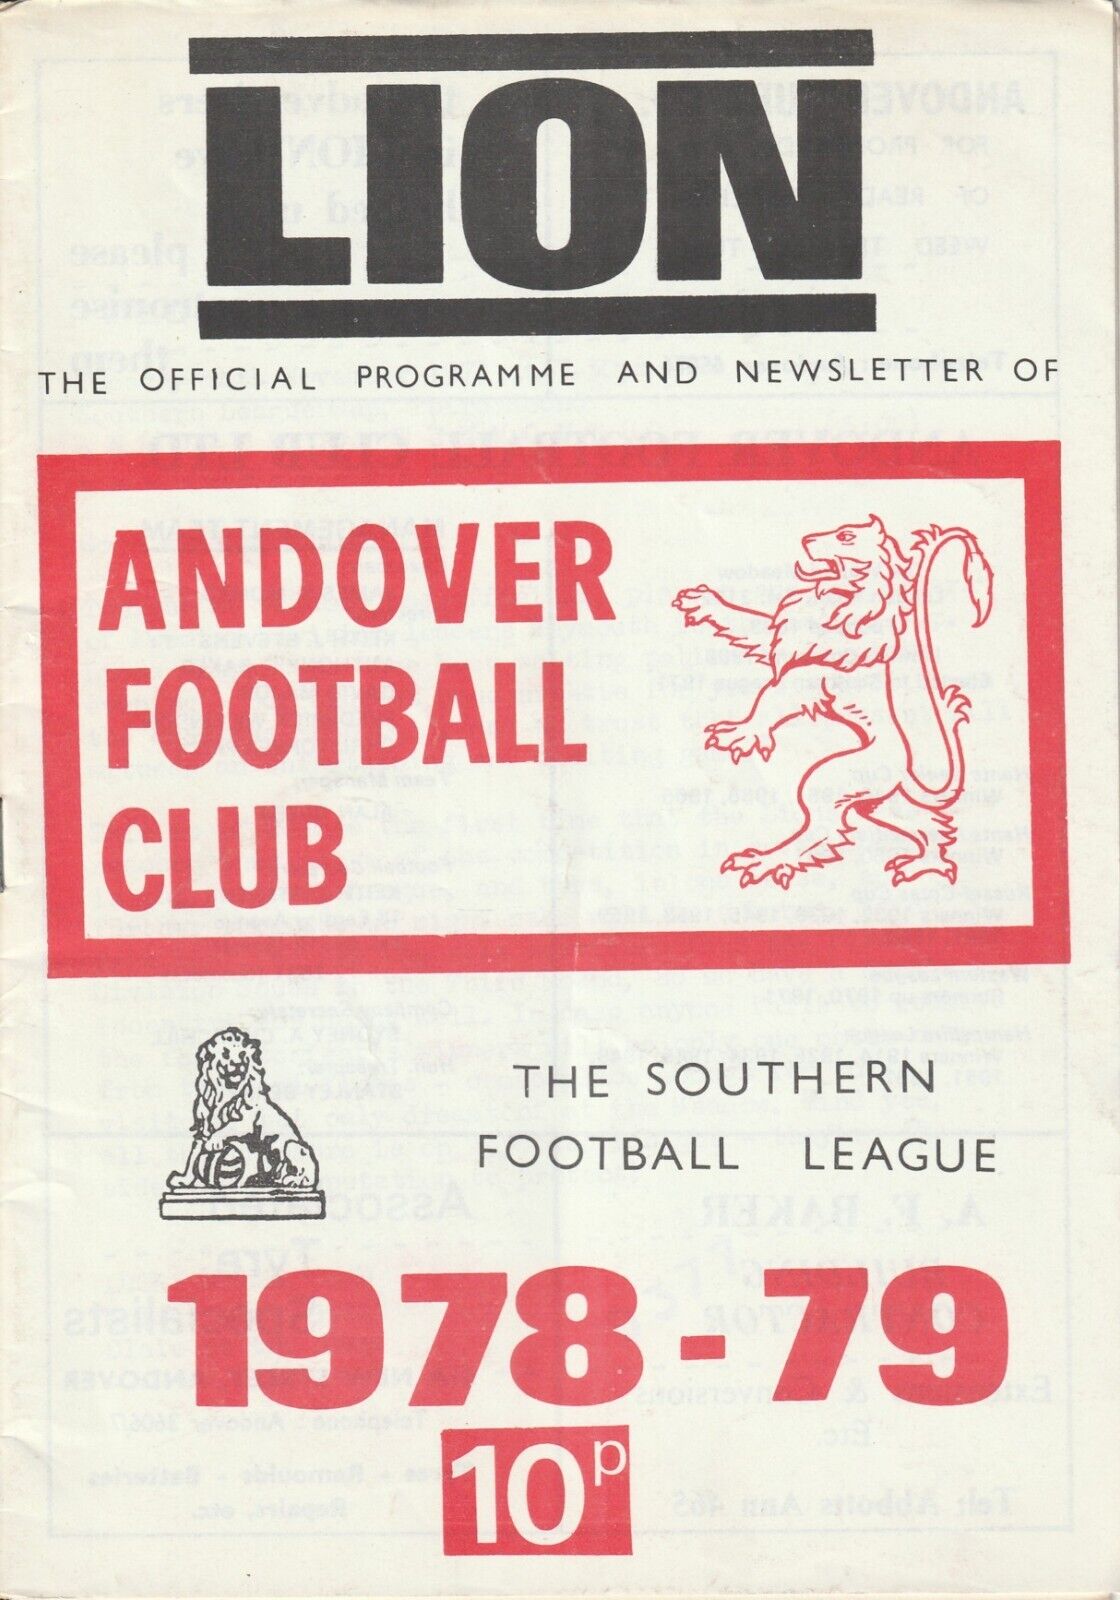 LION
THE OFFICIAL PROGRAMME AND NEWSLETTER OF
ANDOVER
FOOTBALL
CLUB
THE SOUTHERN
FOOTBALL LEAGUE
1978-79
10p